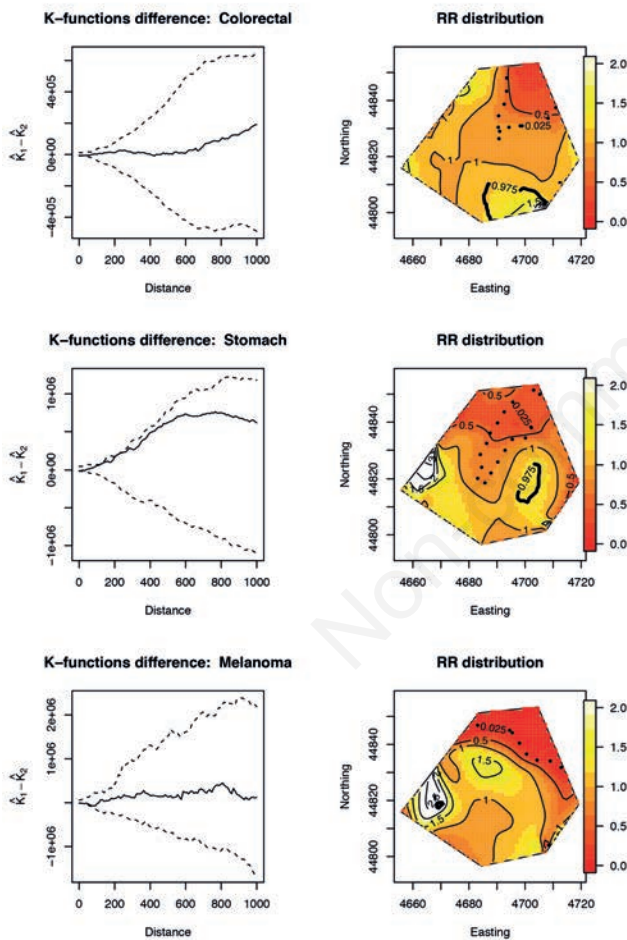 K-functions difference: Colorectal
K̂1 − K̂2
4e+05
0e+00
−4e+05
0 200 400 600 800 1000
Distance
RR distribution
Northing
44840
44820
44800
4660 4680 4700 4720
Easting
0.5
0.025
1
1
0.975
2.0
1.5
1.0
0.5
0.0
K-functions difference: Stomach
K̂1 − K̂2
1e+06
0e+00
−1e+06
0 200 400 600 800 1000
Distance
RR distribution
Northing
44840
44820
44800
4660 4680 4700 4720
Easting
0.5
0.025
0.5
1
0.975
0.5
1
2.0
1.5
1.0
0.5
0.0
K-functions difference: Melanoma
K̂1 − K̂2
2e+06
1e+06
0e+00
−1e+06
0 200 400 600 800 1000
Distance
RR distribution
Northing
44840
44820
44800
4660 4680 4700 4720
Easting
0.025
0.5
1
1.5
1
1.5
2.0
1.5
1.0
0.5
0.0